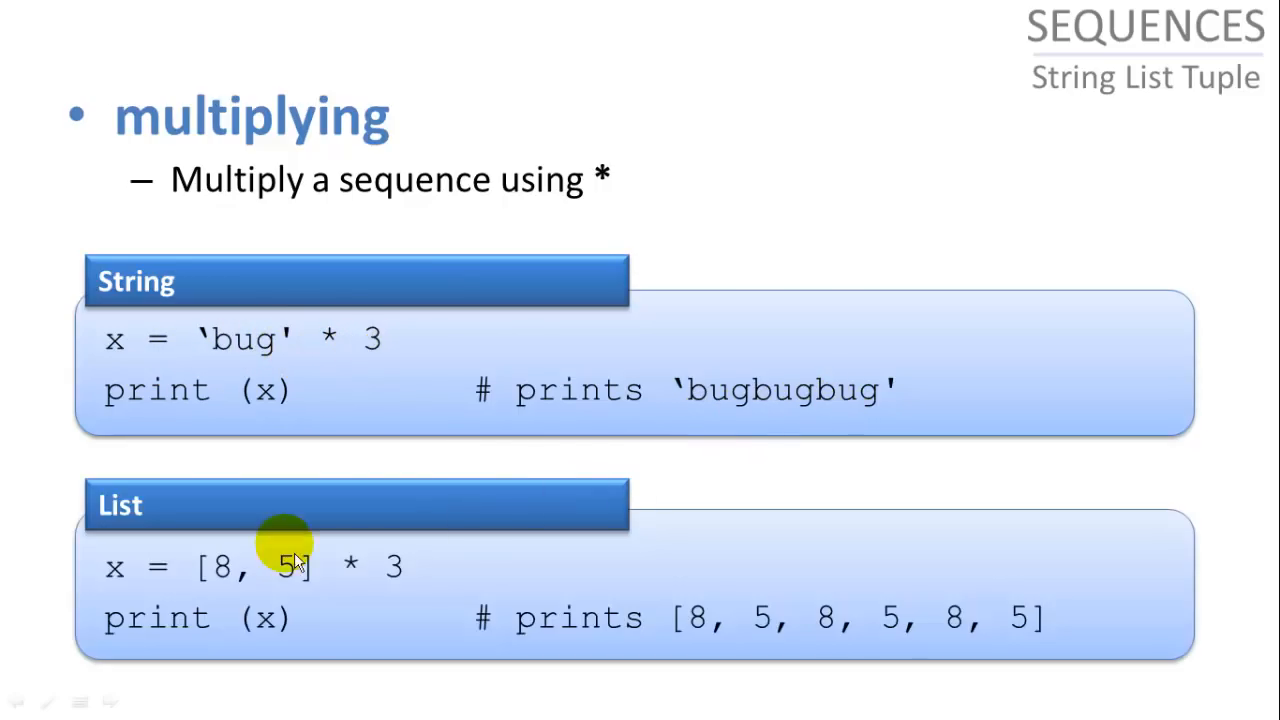 SEQUENCES
String List Tuple
• multiplying
– Multiply a sequence using *
String
x = ‘bug' * 3
print (x) # prints ‘bugbugbug'
List
x = [8, 5] * 3
print (x) # prints [8, 5, 8, 5, 8, 5]